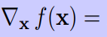 ∇ₓ f(x) =